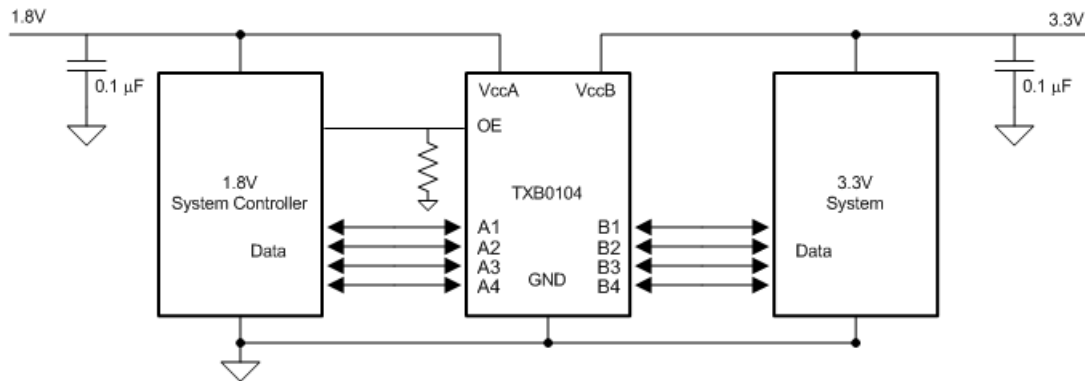 1.8V
3.3V
0.1 µF
VccA
VccB
0.1 µF
OE
1.8V
System Controller
TXB0104
3.3V
System
A1
B1
A2
B2
Data
Data
A3
B3
A4
GND
B4